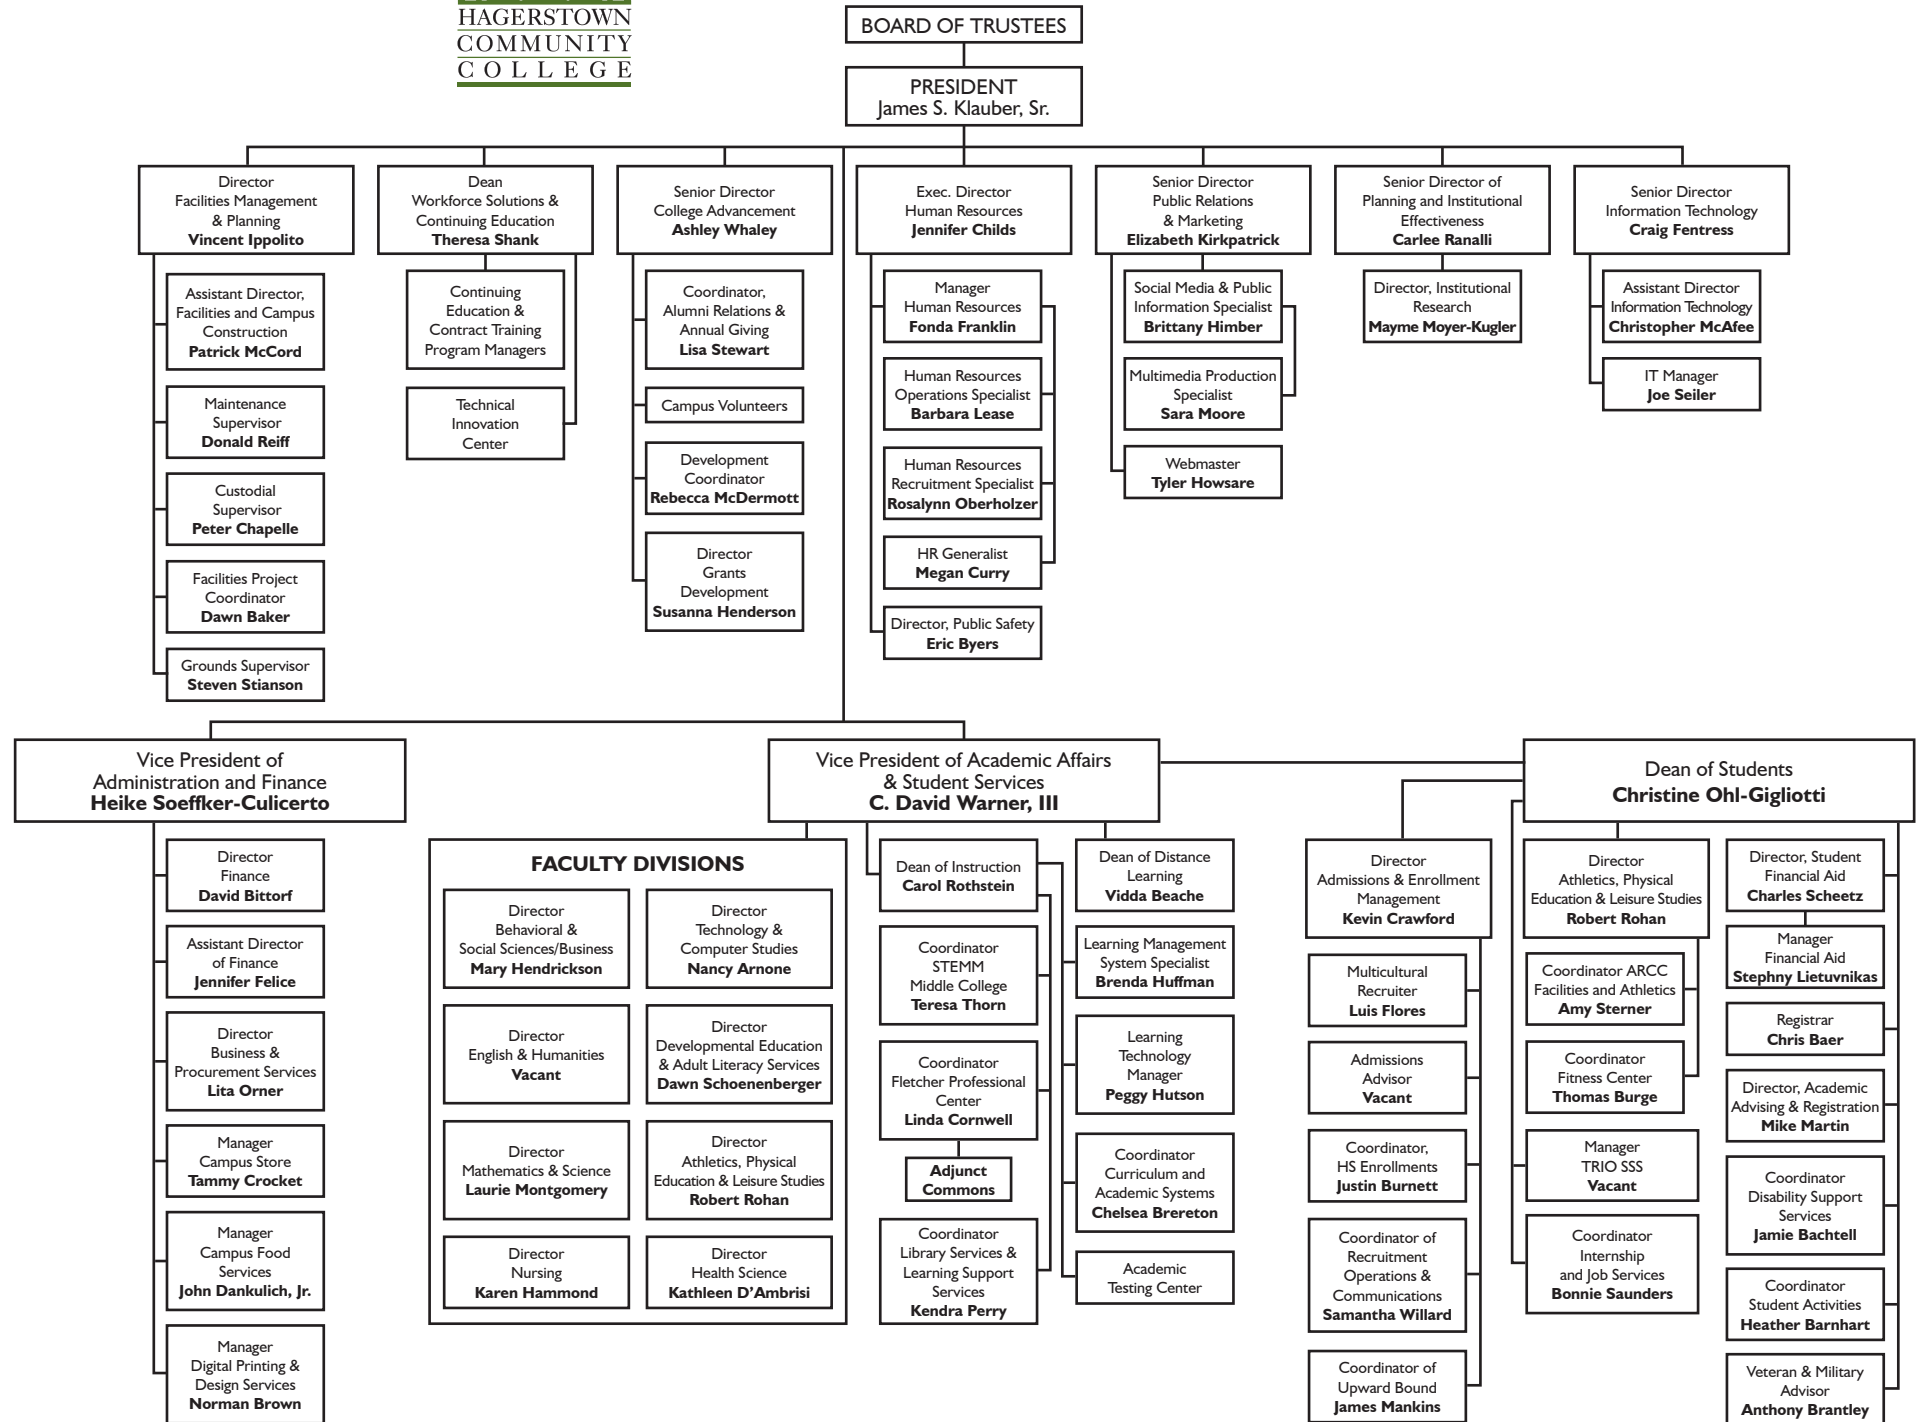 HAGERSTOWN
COMMUNITY
COLLEGE
BOARD OF TRUSTEES
PRESIDENT
James S. Klauber, Sr.
Director
Facilities Management
& Planning
Vincent Ippolito
Assistant Director,
Facilities and Campus
Construction
Patrick McCord
Maintenance
Supervisor
Donald Reiff
Custodial
Supervisor
Peter Chapelle
Facilities Project
Coordinator
Dawn Baker
Grounds Supervisor
Steven Stianson
Dean
Workforce Solutions &
Continuing Education
Theresa Shank
Continuing
Education &
Contract Training
Program Managers
Technical
Innovation
Center
Senior Director
College Advancement
Ashley Whaley
Coordinator,
Alumni Relations &
Annual Giving
Lisa Stewart
Campus Volunteers
Development
Coordinator
Rebecca McDermott
Director
Grants
Development
Susanna Henderson
Exec. Director
Human Resources
Jennifer Childs
Manager
Human Resources
Fonda Franklin
Human Resources
Operations Specialist
Barbara Lease
Human Resources
Recruitment Specialist
Rosalynn Oberholzer
HR Generalist
Megan Curry
Director, Public Safety
Eric Byers
Senior Director
Public Relations
& Marketing
Elizabeth Kirkpatrick
Social Media & Public
Information Specialist
Brittany Himber
Multimedia Production
Specialist
Sara Moore
Webmaster
Tyler Howsare
Senior Director of
Planning and Institutional
Effectiveness
Carlee Ranalli
Director, Institutional
Research
Mayme Moyer-Kugler
Senior Director
Information Technology
Craig Fentress
Assistant Director
Information Technology
Christopher McAfee
IT Manager
Joe Seiler
Vice President of
Administration and Finance
Heike Soeffker-Culicerto
Director
Finance
David Bittorf
Assistant Director
of Finance
Jennifer Felice
Director
Business &
Procurement Services
Lita Orner
Manager
Campus Store
Tammy Crocket
Manager
Campus Food
Services
John Dankulich, Jr.
Manager
Digital Printing &
Design Services
Norman Brown
Vice President of Academic Affairs
& Student Services
C. David Warner, III
FACULTY DIVISIONS
Director
Behavioral &
Social Sciences/Business
Mary Hendrickson
Director
Technology &
Computer Studies
Nancy Arnone
Director
English & Humanities
Vacant
Director
Developmental Education
& Adult Literacy Services
Dawn Schoenenberger
Director
Mathematics & Science
Laurie Montgomery
Director
Athletics, Physical
Education & Leisure Studies
Robert Rohan
Director
Nursing
Karen Hammond
Director
Health Science
Kathleen D’Ambrisi
Dean of Instruction
Carol Rothstein
Coordinator
STEMM
Middle College
Teresa Thorn
Coordinator
Fletcher Professional
Center
Linda Cornwell
Adjunct
Commons
Coordinator
Library Services &
Learning Support
Services
Kendra Perry
Dean of Distance
Learning
Vidda Beache
Learning Management
System Specialist
Brenda Huffman
Learning
Technology
Manager
Peggy Hutson
Coordinator
Curriculum and
Academic Systems
Chelsea Brereton
Academic
Testing Center
Dean of Students
Christine Ohl-Gigliotti
Director
Admissions & Enrollment
Management
Kevin Crawford
Multicultural
Recruiter
Luis Flores
Admissions
Advisor
Vacant
Coordinator,
HS Enrollments
Justin Burnett
Coordinator of
Recruitment
Operations &
Communications
Samantha Willard
Coordinator of
Upward Bound
James Mankins
Director
Athletics, Physical
Education & Leisure Studies
Robert Rohan
Coordinator ARCC
Facilities and Athletics
Amy Sterner
Coordinator
Fitness Center
Thomas Burge
Manager
TRIO SSS
Vacant
Coordinator
Internship
and Job Services
Bonnie Saunders
Director, Student
Financial Aid
Charles Scheetz
Manager
Financial Aid
Stephny Lietuvnikas
Registrar
Chris Baer
Director, Academic
Advising & Registration
Mike Martin
Coordinator
Disability Support
Services
Jamie Bachtell
Coordinator
Student Activities
Heather Barnhart
Veteran & Military
Advisor
Anthony Brantley